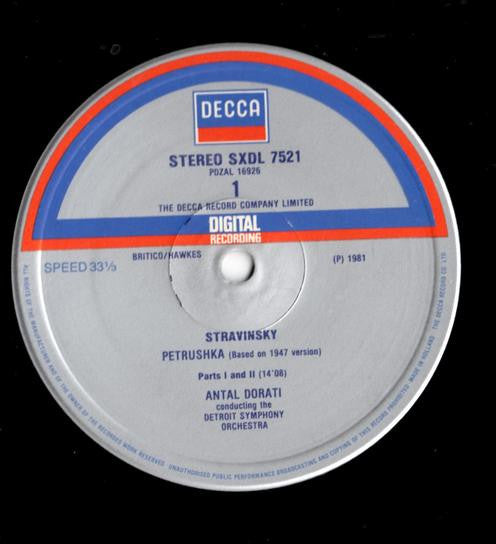 DECCA
STEREO SXDL 7521
PDZAL 16926
1
THE DECCA RECORD COMPANY LIMITED
DIGITAL
RECORDING
BRITICO/HAWKES
(P) 1981
SPEED 33⅓
STRAVINSKY
PETRUSHKA (Based on 1947 version)
Parts I and II (14'08)
ANTAL DORATI
conducting the
DETROIT SYMPHONY
ORCHESTRA
ALL RIGHTS OF THE MANUFACTURER AND OF THE OWNER OF THE RECORDED WORK RESERVED UNAUTHORISED PUBLIC PERFORMANCE BROADCASTING AND COPYING OF THIS RECORD PROHIBITED MADE IN HOLLAND THE DECCA RECORD CO. LTD.